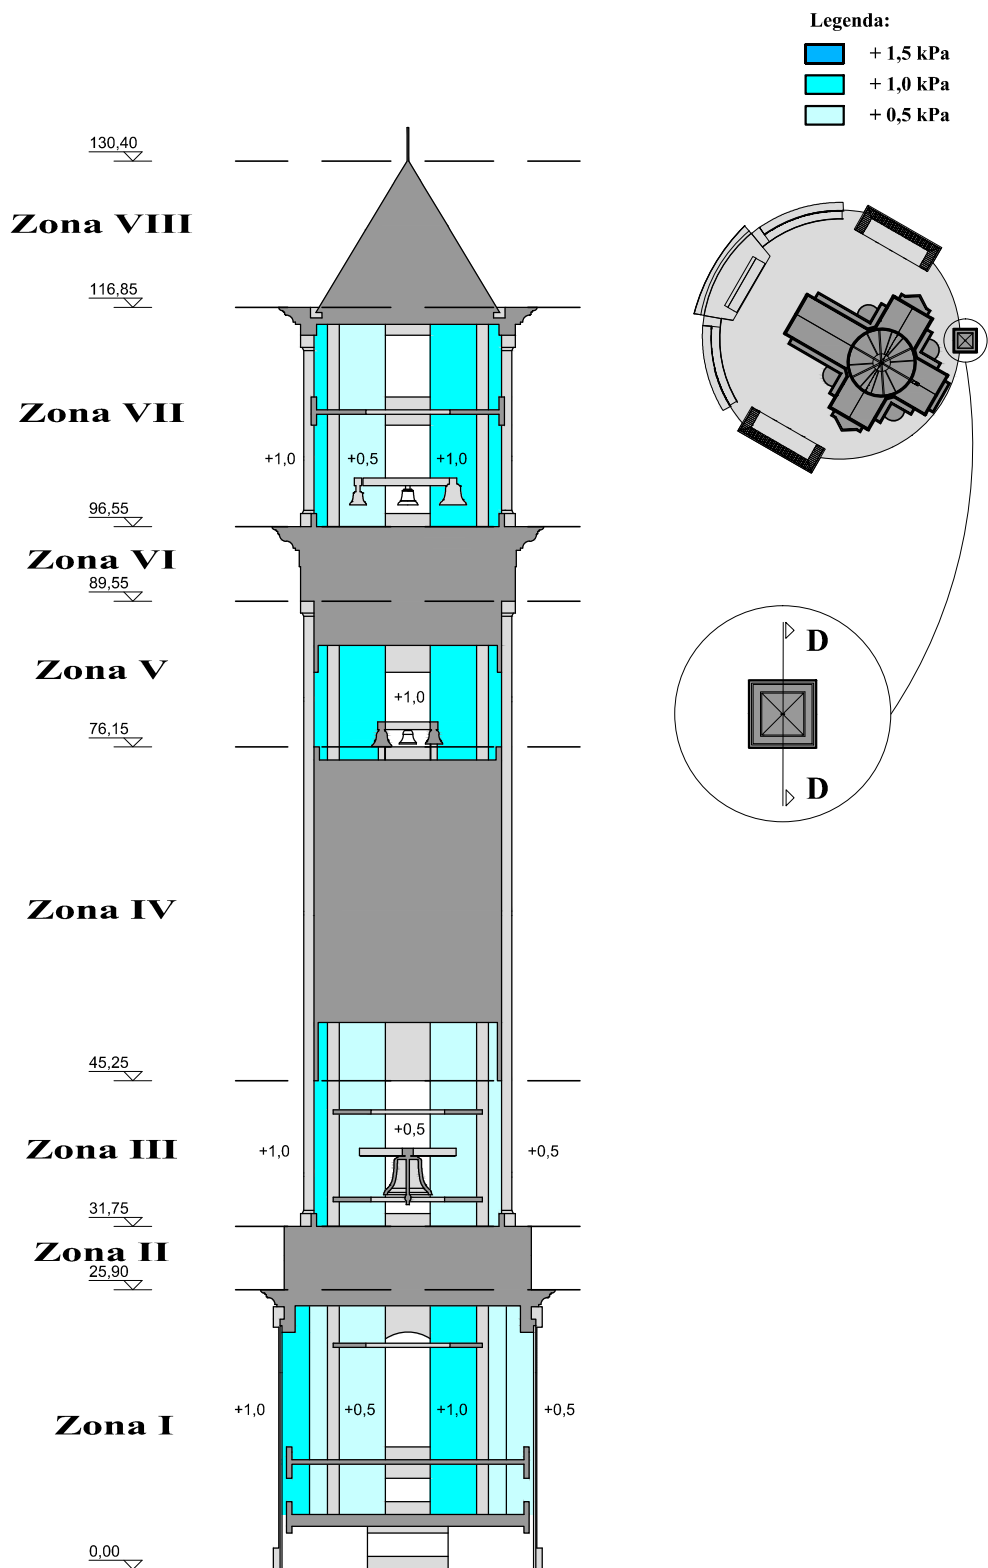 Legenda:
+ 1,5 kPa
+ 1,0 kPa
+ 0,5 kPa
130,40
Zona VIII
116,85
Zona VII
+1,0 +0,5 +1,0
96,55
Zona VI
89,55
Zona V
+1,0
76,15
Zona IV
45,25
+0,5
Zona III
+1,0 +0,5
31,75
Zona II
25,90
+1,0 +0,5 +1,0 +0,5
Zona I
0,00
D
D